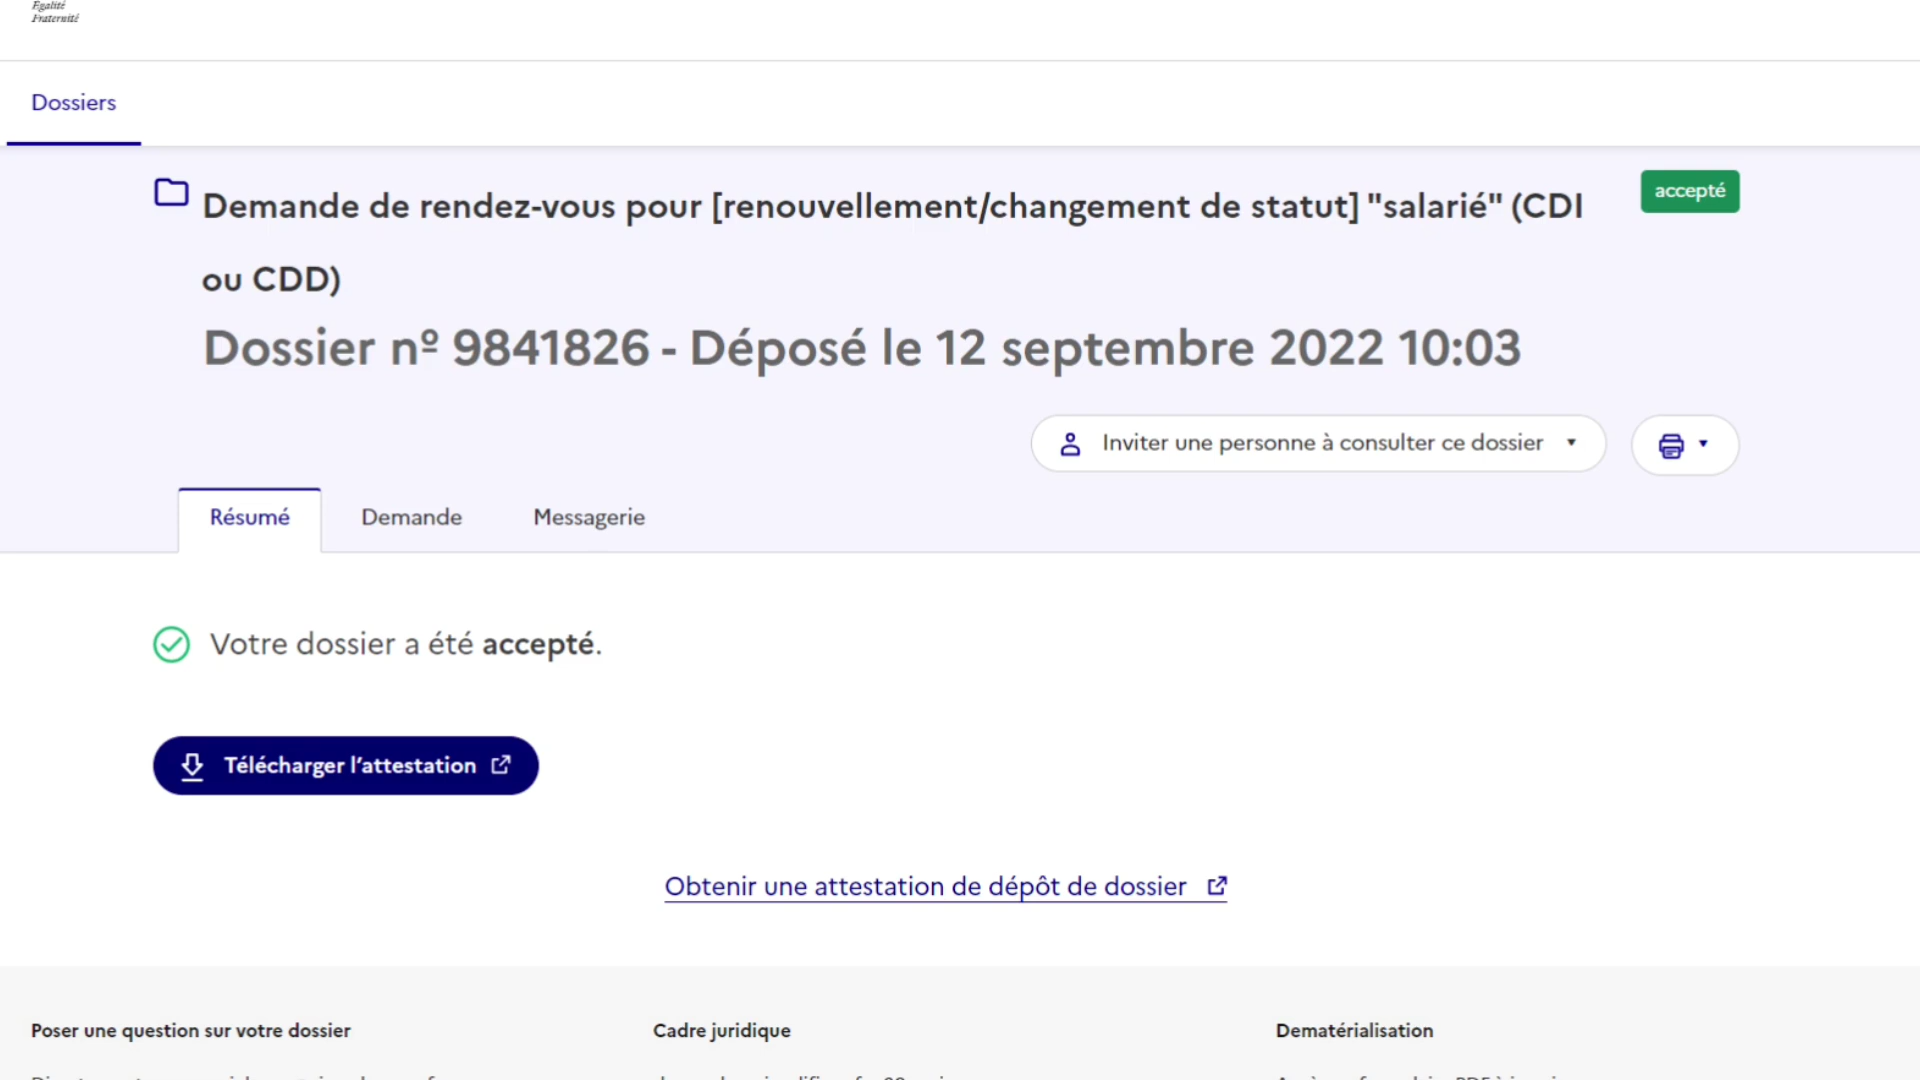 Égalité
Fraternité
Dossiers
Demande de rendez-vous pour [renouvellement/changement de statut] "salarié" (CDI
ou CDD)
accepté
Dossier nº 9841826 - Déposé le 12 septembre 2022 10:03
Inviter une personne à consulter ce dossier
Résumé
Demande
Messagerie
Votre dossier a été accepté.
Télécharger l’attestation
Obtenir une attestation de dépôt de dossier
Poser une question sur votre dossier
Cadre juridique
Dematérialisation